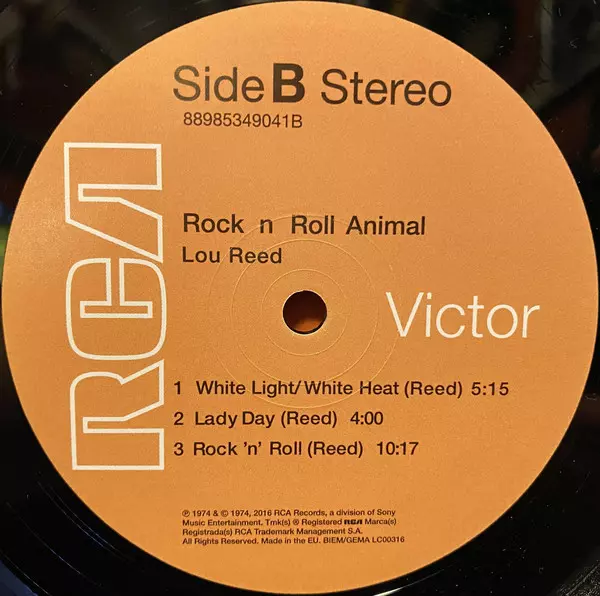 Side B Stereo
88985349041B
RCA
Rock n Roll Animal
Lou Reed
Victor
1 White Light/White Heat (Reed) 5:15
2 Lady Day (Reed) 4:00
3 Rock 'n' Roll (Reed) 10:17
℗ 1974 & © 1974, 2016 RCA Records, a division of Sony
Music Entertainment. Tmk(s) ® Registered RCA Marca(s)
Registrada(s) RCA Trademark Management S.A.
All Rights Reserved. Made in the EU. BIEM/GEMA LC00316